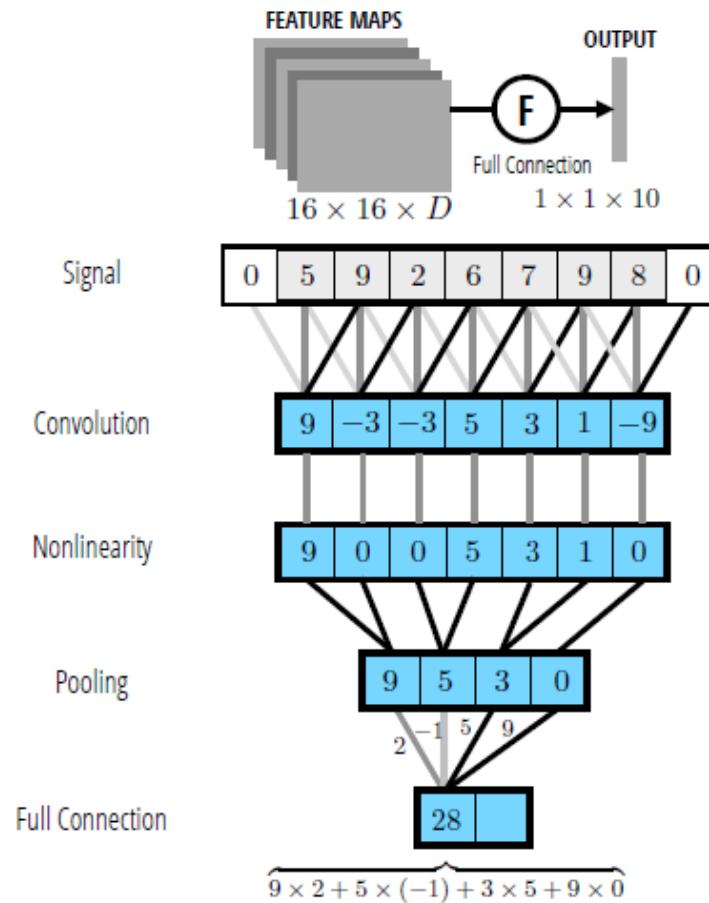 FEATURE MAPS
OUTPUT
F
Full Connection
16 × 16 × D
1 × 1 × 10
Signal
0 5 9 2 6 7 9 8 0
Convolution
9 −3 −3 5 3 1 −9
Nonlinearity
9 0 0 5 3 1 0
Pooling
9 5 3 0
2 −1 5 9
Full Connection
28
9 × 2 + 5 × (−1) + 3 × 5 + 9 × 0